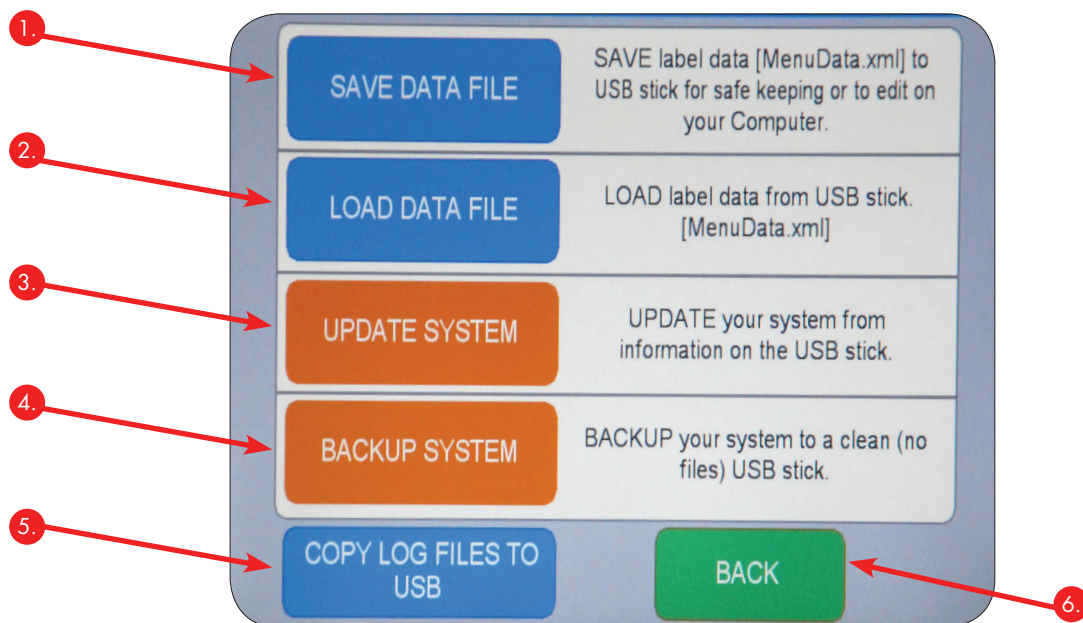 1.
SAVE DATA FILE
SAVE label data [MenuData.xml] to
USB stick for safe keeping or to edit on
your Computer.
2.
LOAD DATA FILE
LOAD label data from USB stick.
[MenuData.xml]
3.
UPDATE SYSTEM
UPDATE your system from
information on the USB stick.
4.
BACKUP SYSTEM
BACKUP your system to a clean (no
files) USB stick.
5.
COPY LOG FILES TO
USB
BACK
6.